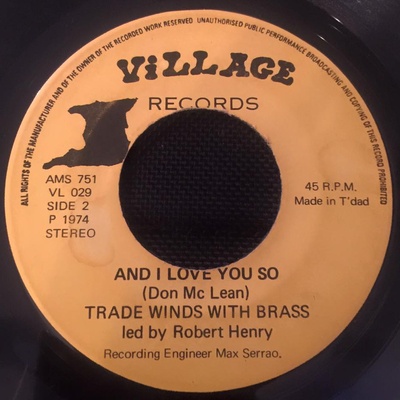 ALL RIGHTS OF THE MANUFACTURER AND OF THE OWNER OF THE RECORDED WORK RESERVED UNAUTHORISED PUBLIC PERFORMANCE BROADCASTING AND COPYING OF THIS RECORD PROHIBITED
ViLLAGE
RECORDS
AMS 751
VL 029
SIDE 2
P 1974
STEREO
45 R.P.M.
Made in T'dad
AND I LOVE YOU SO
(Don Mc Lean)
TRADE WINDS WITH BRASS
led by Robert Henry
Recording Engineer Max Serrao.